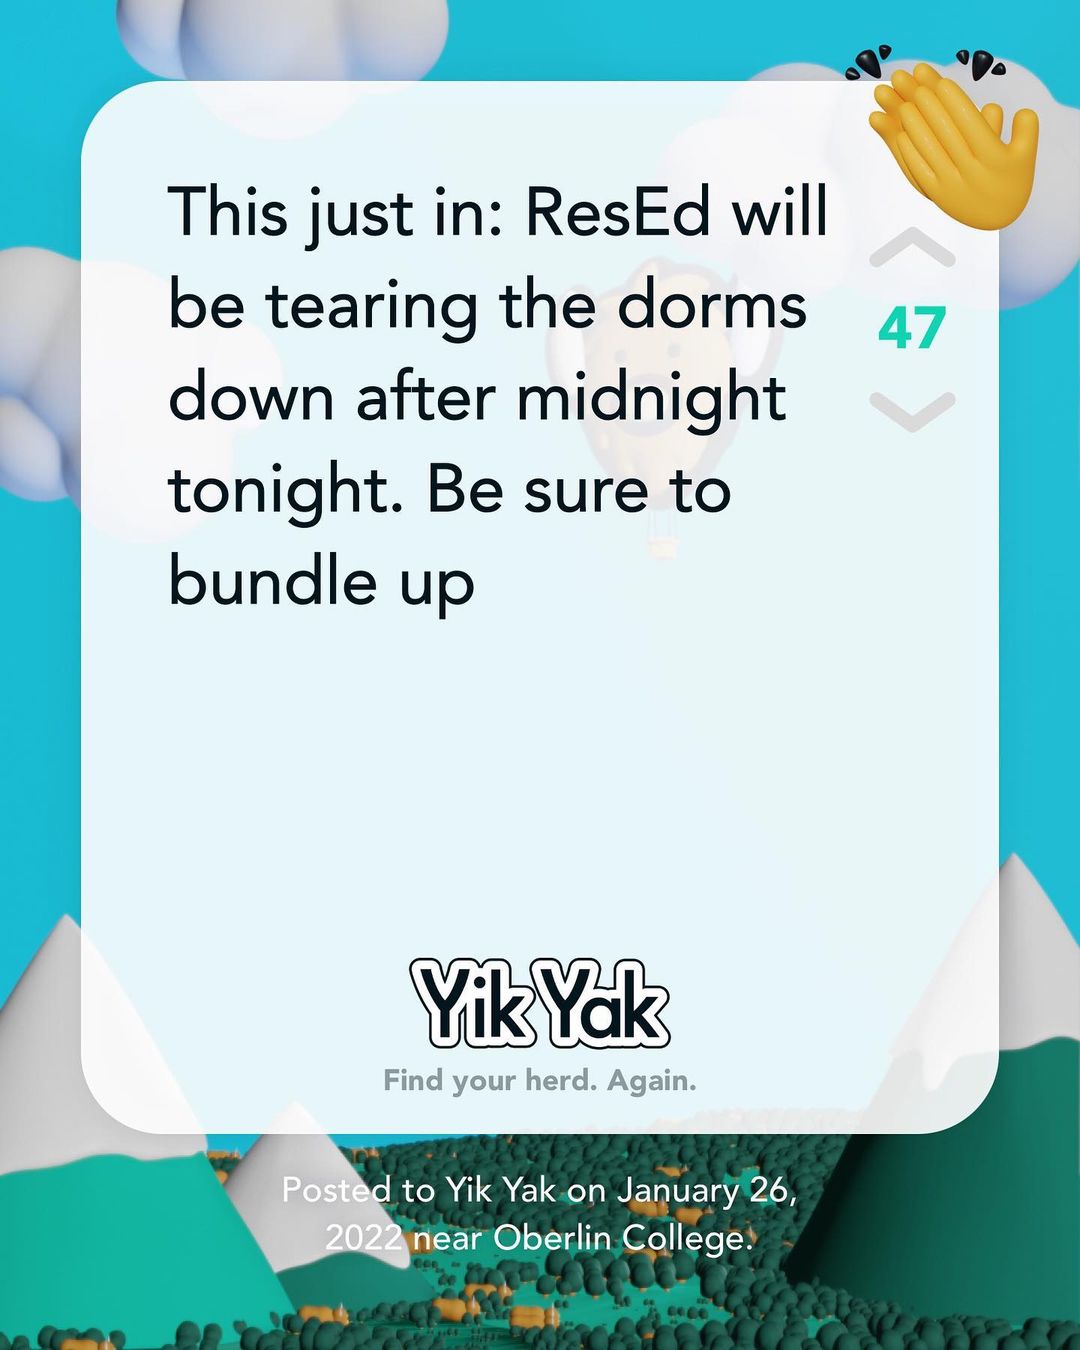 This just in: ResEd will
be tearing the dorms
down after midnight
tonight. Be sure to
bundle up
47
Yik Yak
Find your herd. Again.
Posted to Yik Yak on January 26,
2022 near Oberlin College.